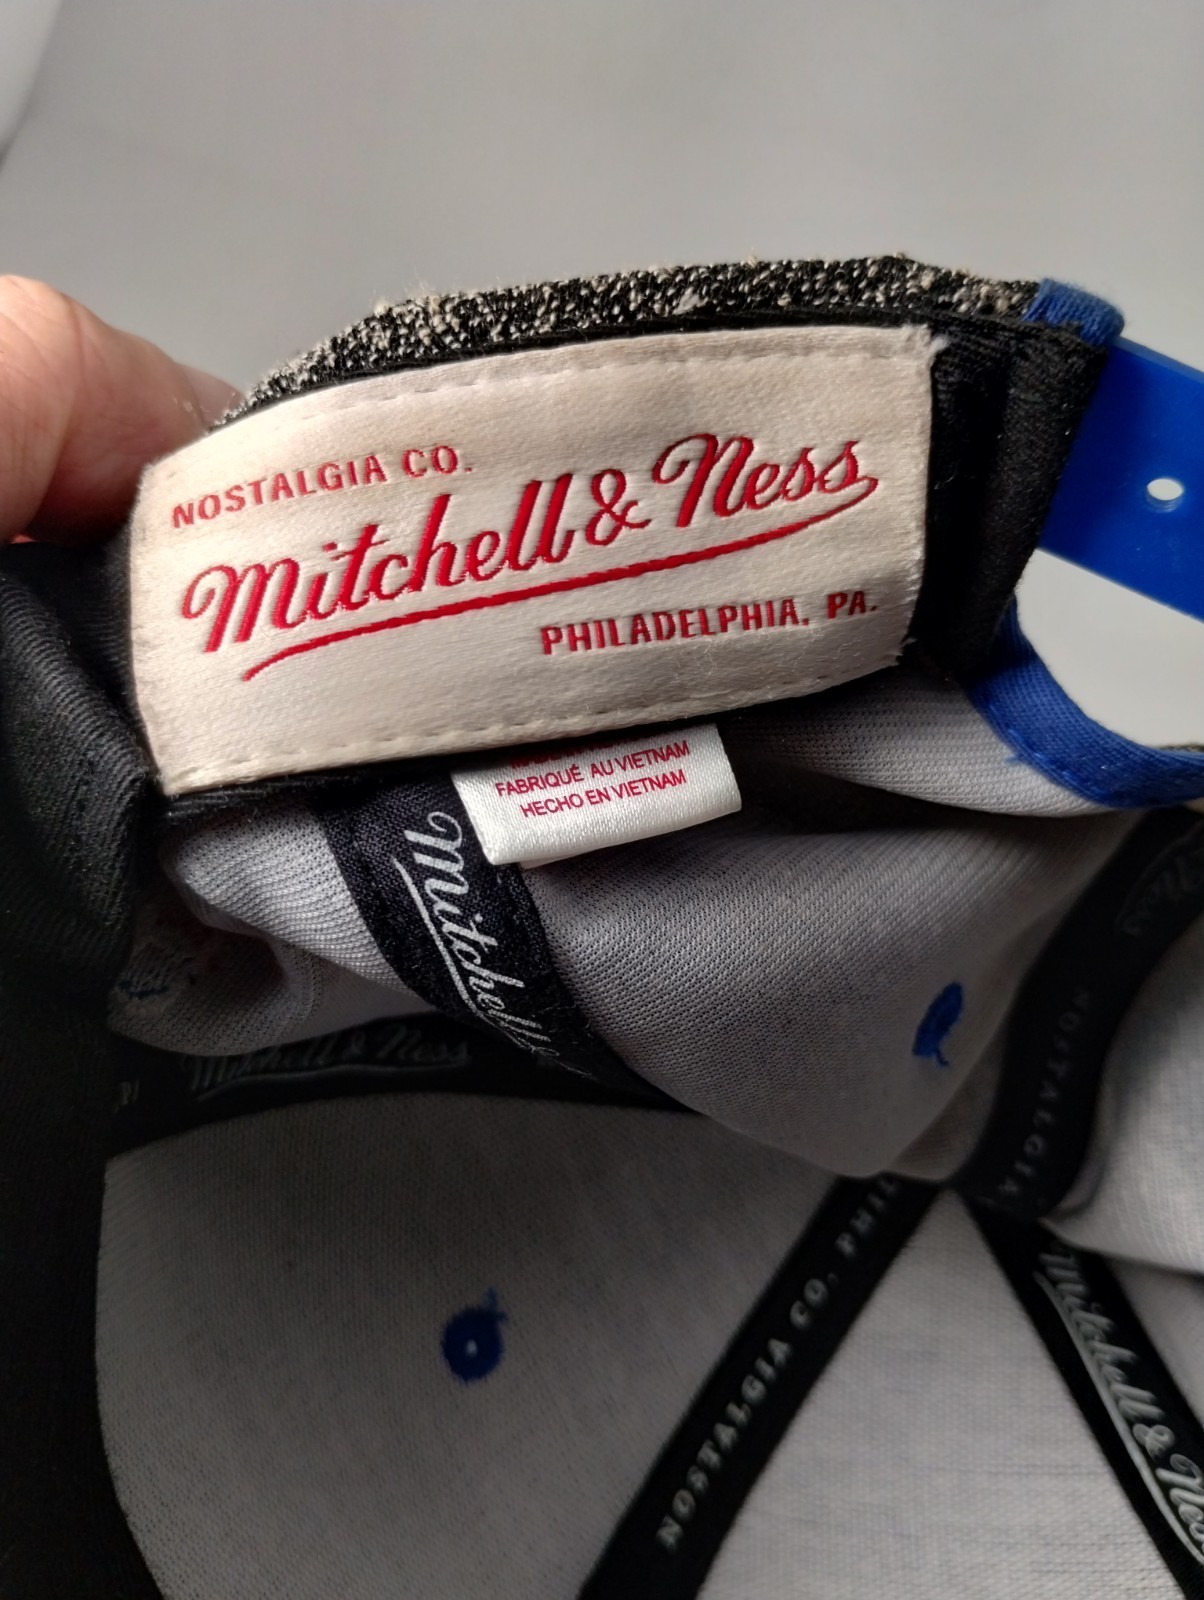 NOSTALGIA CO.
Mitchell & Ness
PHILADELPHIA, PA.
FABRIQUÉ AU VIETNAM
HECHO EN VIETNAM
Mitchell &
Mitchell & Ness
NOSTALGIA
NOSTALGIA CO. PHIL
Mitchell & Ness